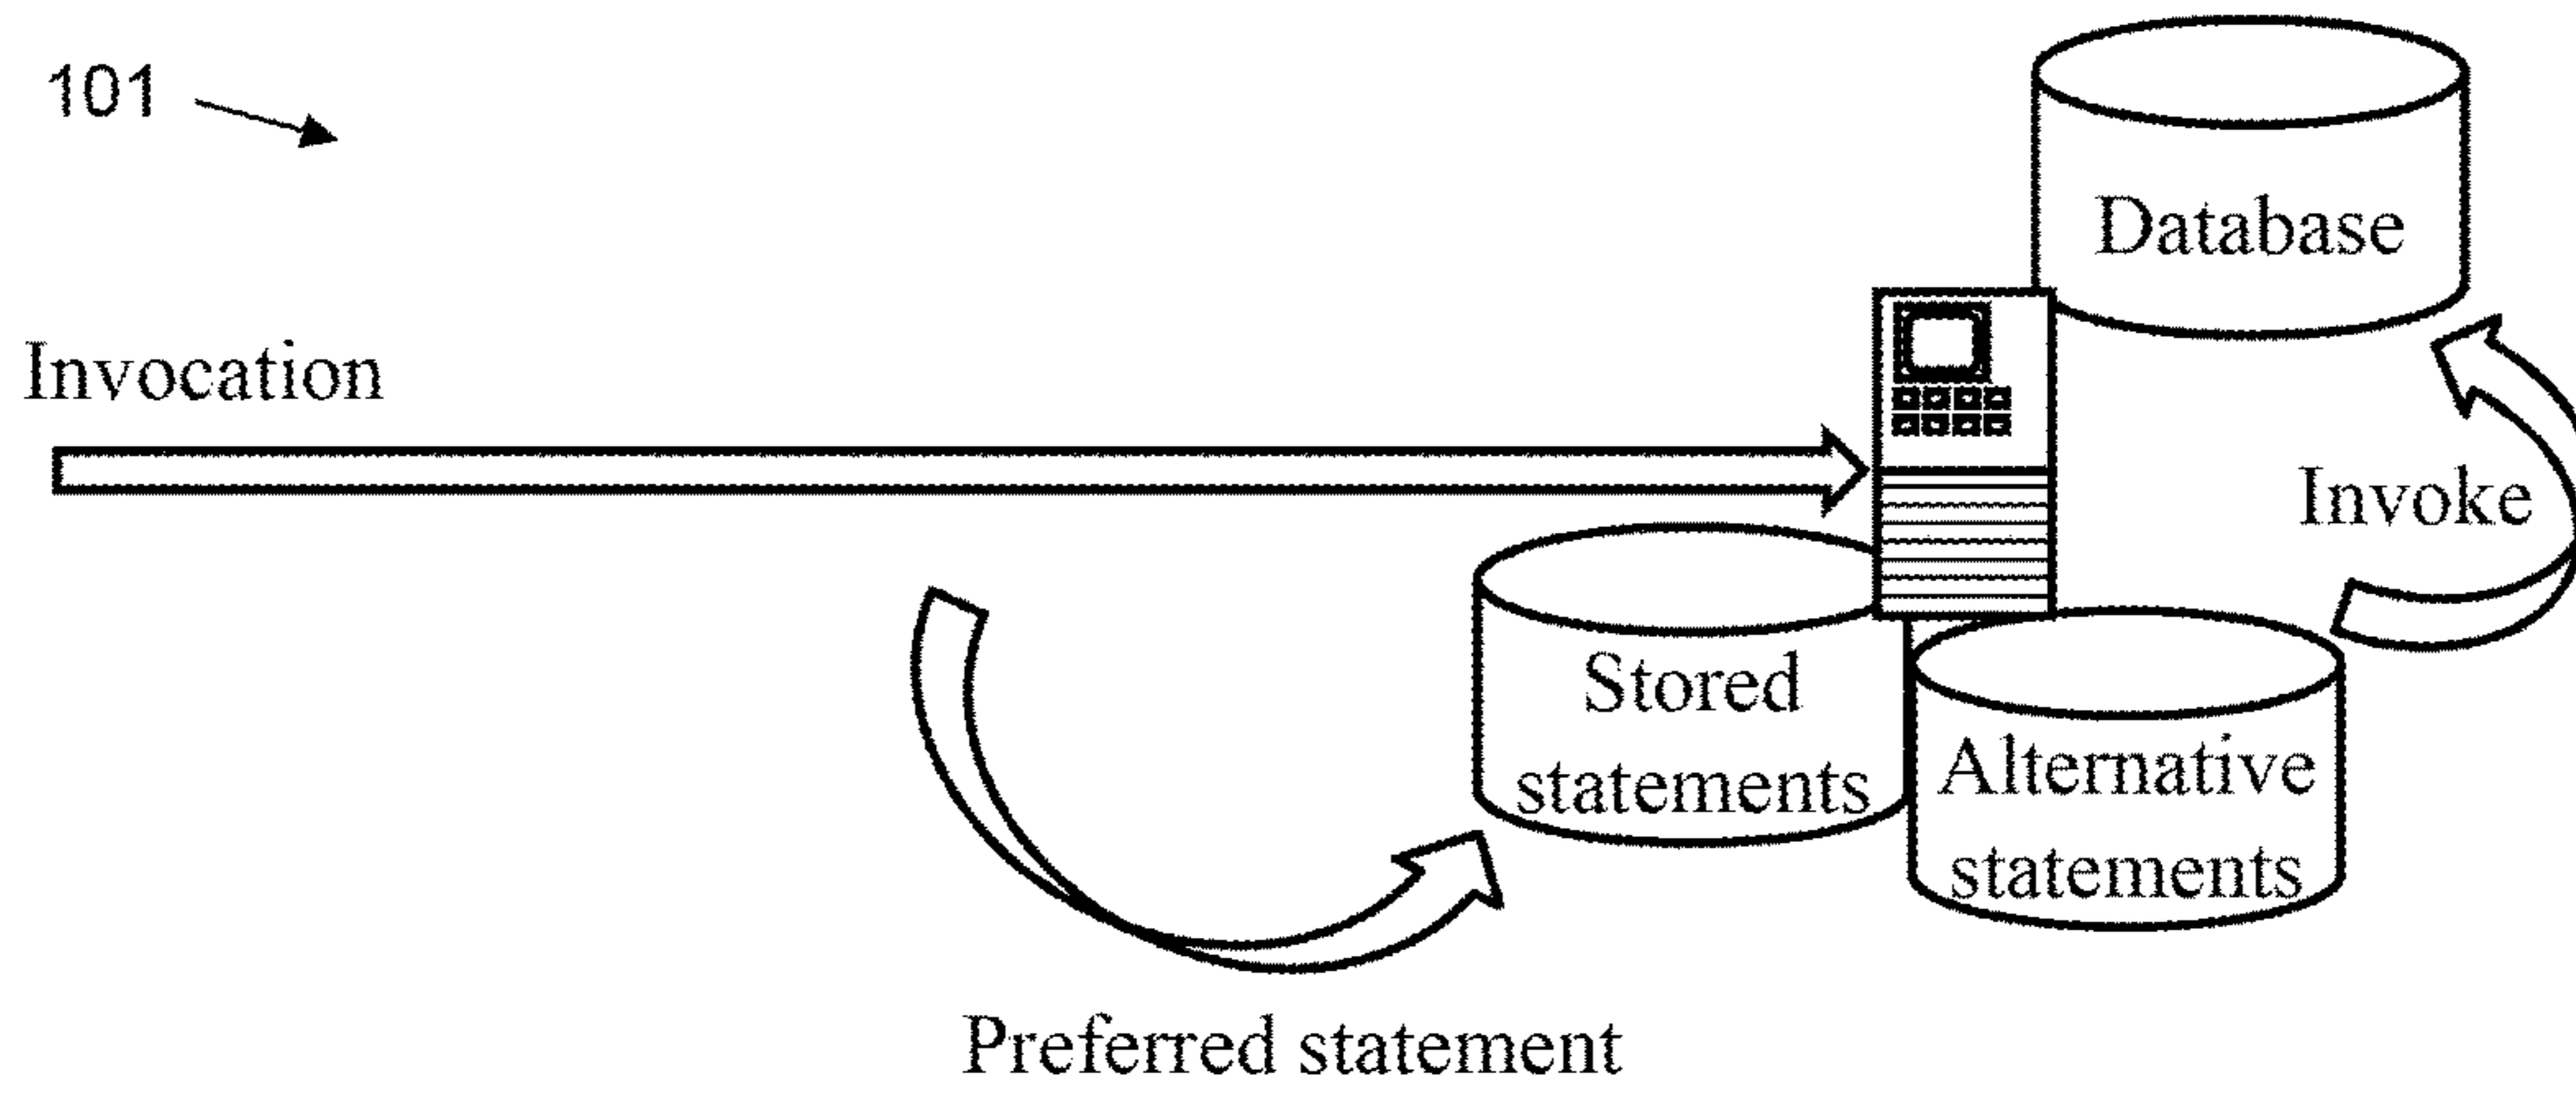 101
Database
Invocation
Invoke
Stored
statements
Alternative
statements
Preferred statement